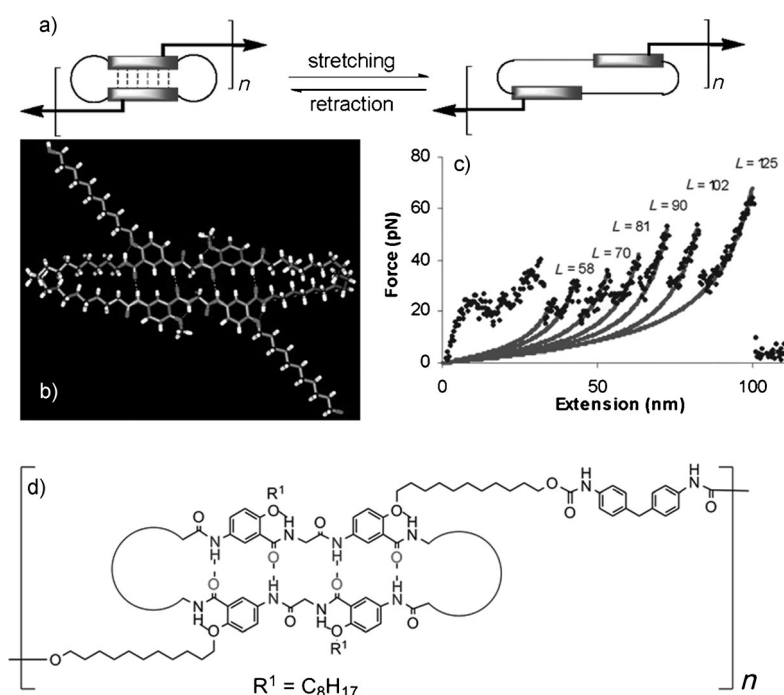 a)
stretching
retraction
n
n
b)
c)
Force (pN)
80
60
40
20
0
L = 58
L = 70
L = 81
L = 90
L = 102
L = 125
0
50
100
Extension (nm)
d)
R¹
O
H
N
O
H
N
O
O
N
H
O
N
H
O
N
H
O
H
N
O
O
N
H
O
H
N
O
H
N
O
N
H
O
H
N
O
O
R¹
O
R¹ = C₈H₁₇
n